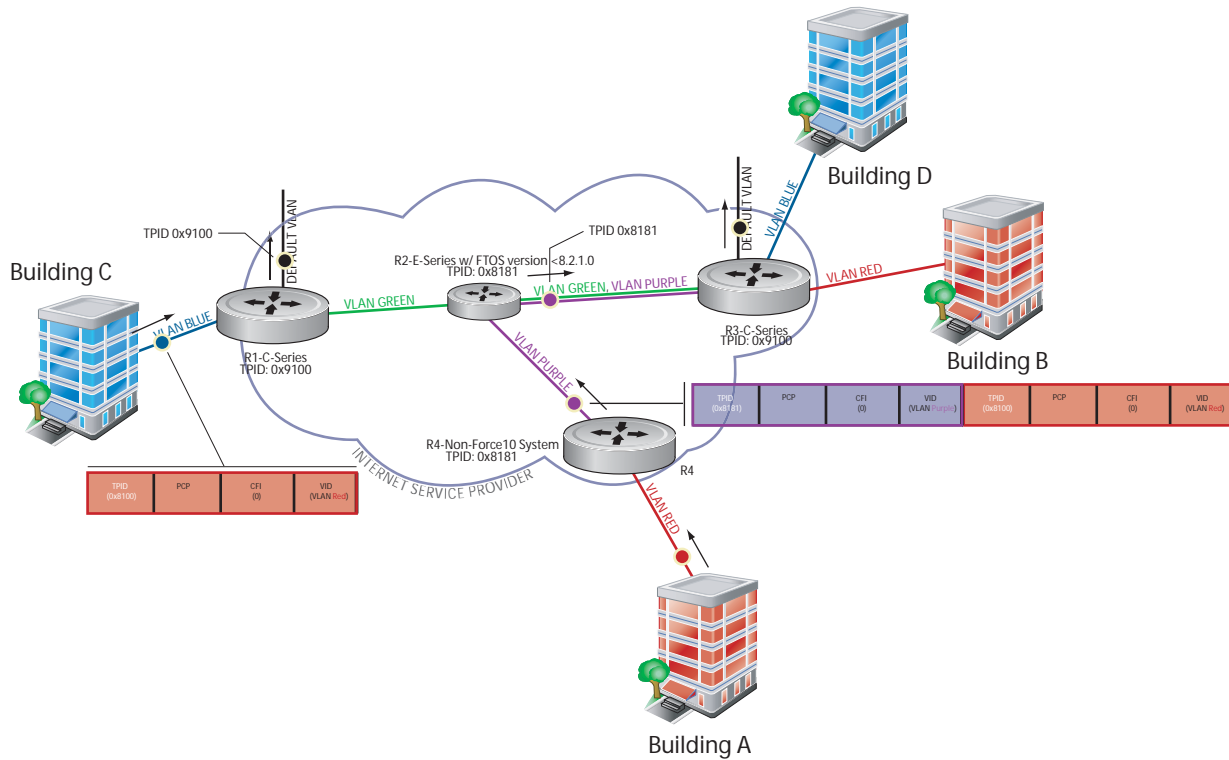 Building D
VLAN BLUE
DEFAULT VLAN
TPID 0x9100
DEFAULT VLAN
TPID 0x8181
R2-E-Series w/ FTOS version <8.2.1.0
TPID: 0x8181
Building C
VLAN BLUE
VLAN GREEN
VLAN GREEN, VLAN PURPLE
VLAN RED
R1-C-Series
TPID: 0x9100
R3-C-Series
TPID: 0x9100
Building B
VLAN PURPLE
TPID
(0x8181)
PCP
CFI
(0)
VID
(VLAN Purple)
TPID
(0x8100)
PCP
CFI
(0)
VID
(VLAN Red)
R4-Non-Force10 System
TPID: 0x8181
R4
INTERNET SERVICE PROVIDER
TPID
(0x8100)
PCP
CFI
(0)
VID
(VLAN Red)
VLAN RED
Building A